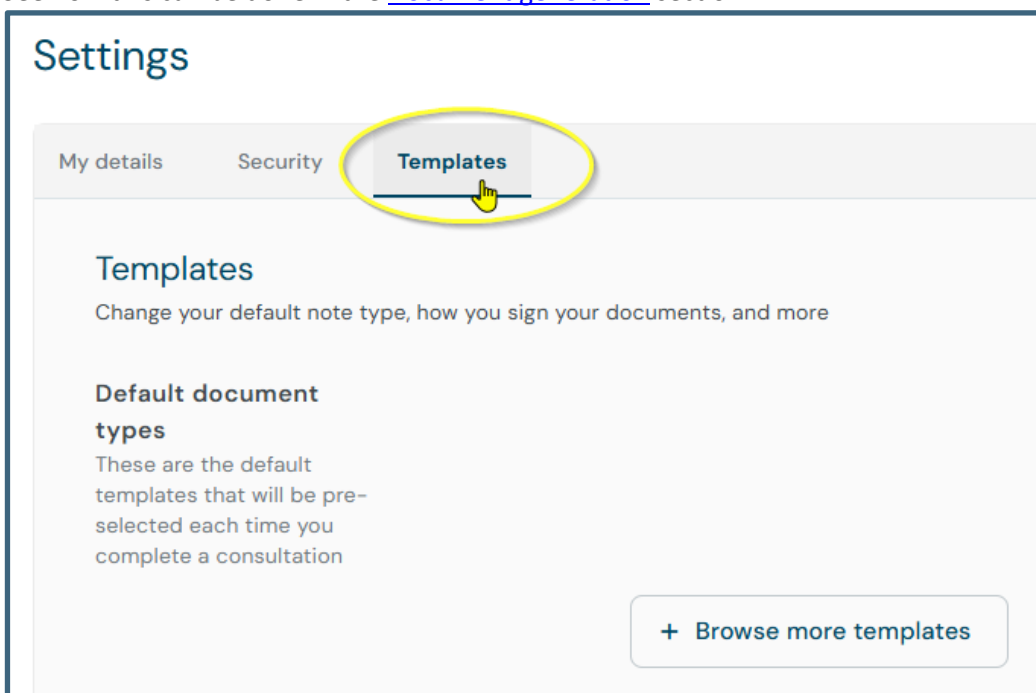 Settings
My details Security Templates
Templates
Change your default note type, how you sign your documents, and more
Default document
types
These are the default
templates that will be pre-
selected each time you
complete a consultation
+ Browse more templates